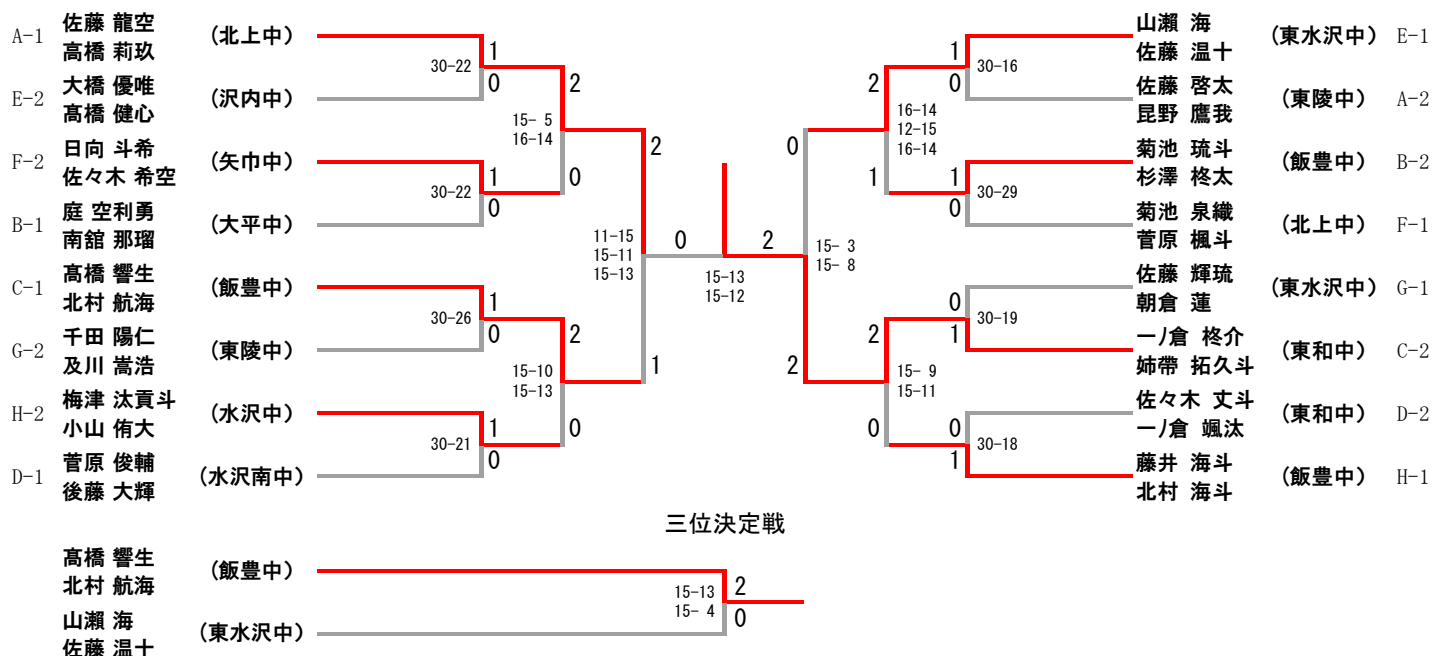 A-1 佐藤 龍空 高橋 莉玖 (北上中)
E-2 大橋 優唯 髙橋 健心 (沢内中)
30-22 1 0
F-2 日向 斗希 佐々木 希空 (矢巾中)
B-1 庭 空利勇 南舘 那瑠 (大平中)
30-22 1 0
15- 5
16-14
2 0
C-1 髙橋 響生 北村 航海 (飯豊中)
G-2 千田 陽仁 及川 嵩浩 (東陵中)
30-26 1 0
H-2 梅津 汰貢斗 小山 侑大 (水沢中)
D-1 菅原 俊輔 後藤 大輝 (水沢南中)
30-21 1 0
15-10
15-13
2 0
11-15
15-11
15-13
2 1
0 2
15-13
15-12
山瀬 海 佐藤 温十 (東水沢中) E-1
佐藤 啓太 昆野 鷹我 (東陵中) A-2
1 0 30-16
菊池 琉斗 杉澤 柊太 (飯豊中) B-2
菊池 泉織 菅原 楓斗 (北上中) F-1
1 0 30-29
2 1
16-14
12-15
16-14
佐藤 輝琉 朝倉 蓮 (東水沢中) G-1
一ノ倉 柊介 姉帶 拓久斗 (東和中) C-2
0 1 30-19
佐々木 丈斗 一ノ倉 颯汰 (東和中) D-2
藤井 海斗 北村 海斗 (飯豊中) H-1
0 1 30-18
2 0
15- 9
15-11
0 2
15- 3
15- 8
三位決定戦
髙橋 響生 北村 航海 (飯豊中)
山瀬 海 佐藤 温十 (東水沢中)
15-13
15- 4
2 0